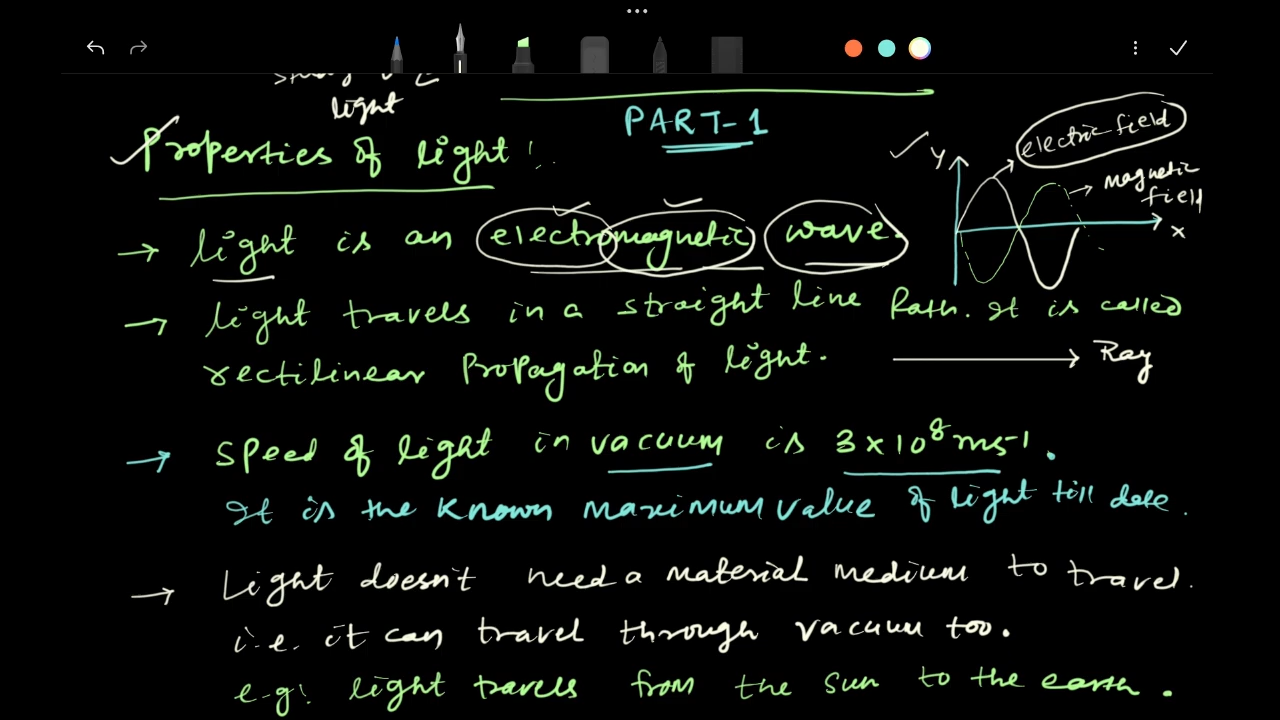 light
PART-1
Properties of light :
electric field
y
magnetic
field
x
→ light is an electromagnetic wave.
→ light travels in a straight line Path. It is called
rectilinear Propagation of light.
Ray
→ Speed of light in vacuum is 3 x 10⁸ ms-1.
It is the known maximum value of light till date.
→ Light doesn't need a material medium to travel.
i.e. it can travel through vacuum too.
e.g: light travels from the sun to the earth.